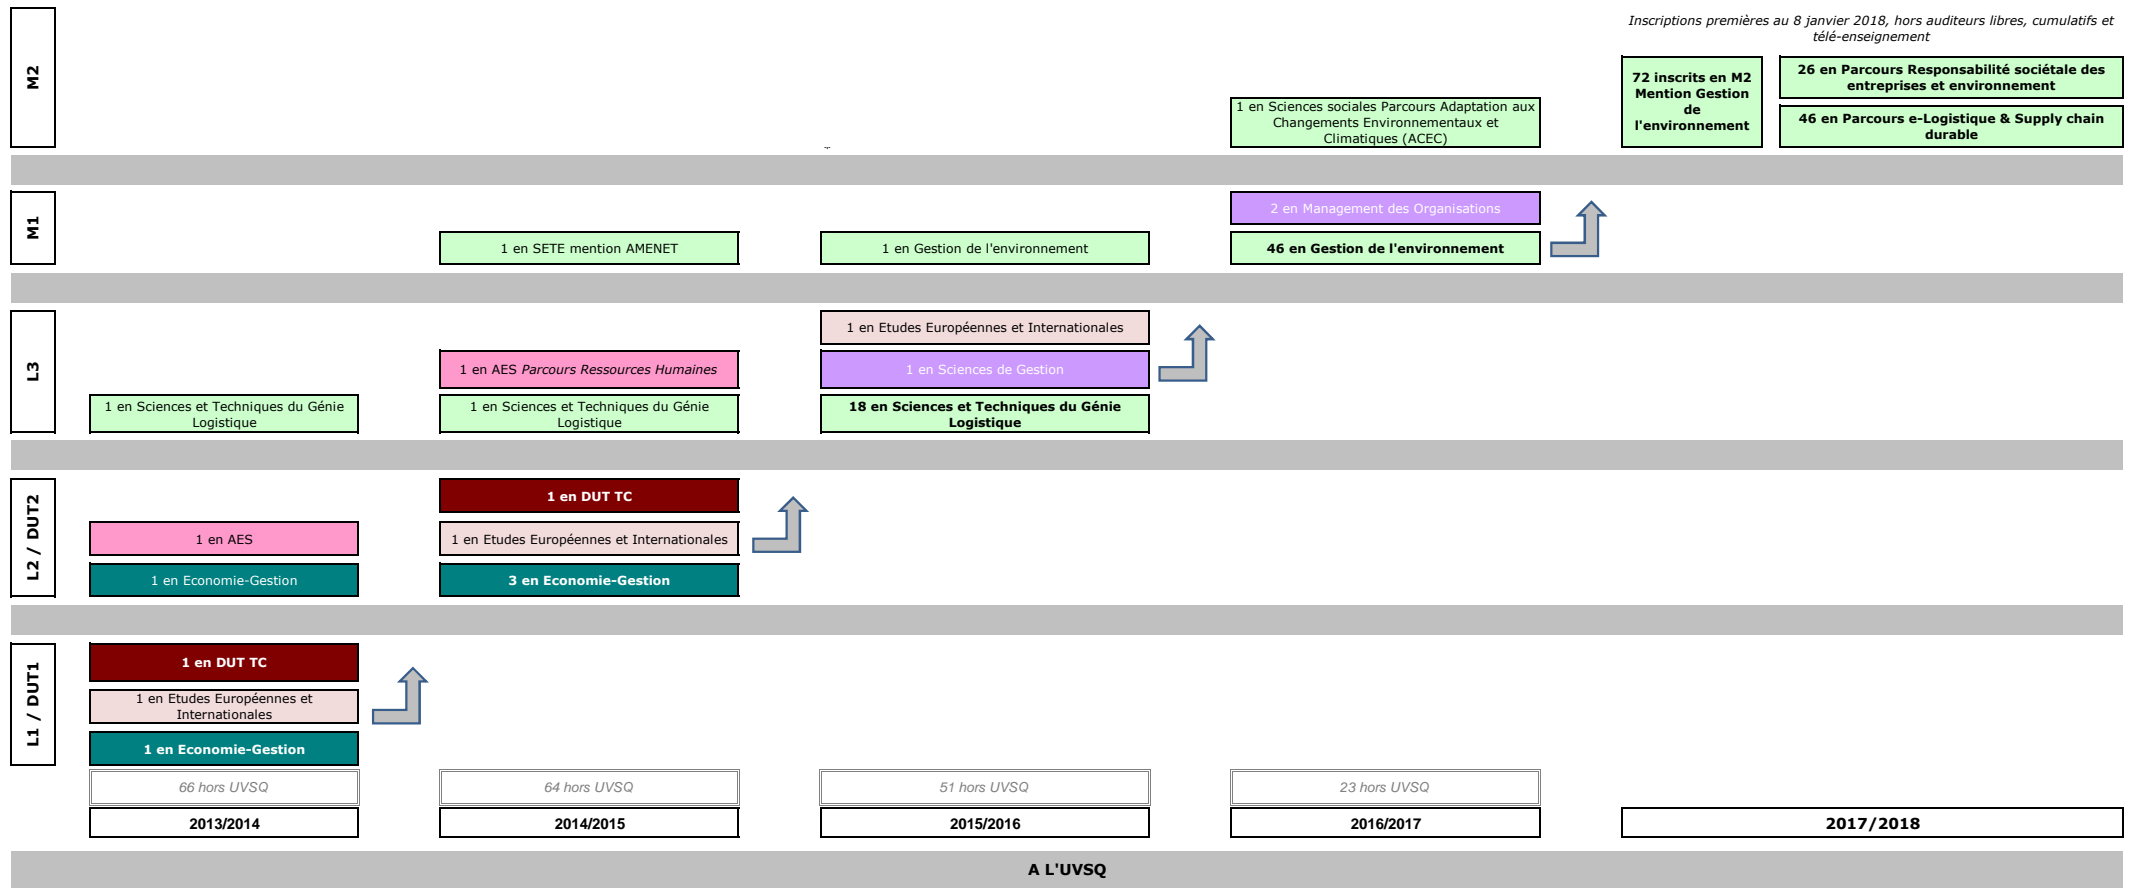 Inscriptions premières au 8 janvier 2018, hors auditeurs libres, cumulatifs et
télé-enseignement
M2
72 inscrits en M2
Mention Gestion
de
l'environnement
26 en Parcours Responsabilité sociétale des
entreprises et environnement
46 en Parcours e-Logistique & Supply chain
durable
1 en Sciences sociales Parcours Adaptation aux
Changements Environnementaux et
Climatiques (ACEC)
M1
2 en Management des Organisations
1 en SETE mention AMENET
1 en Gestion de l'environnement
46 en Gestion de l'environnement
L3
1 en Etudes Européennes et Internationales
1 en AES Parcours Ressources Humaines
1 en Sciences de Gestion
1 en Sciences et Techniques du Génie
Logistique
1 en Sciences et Techniques du Génie
Logistique
18 en Sciences et Techniques du Génie
Logistique
L2 / DUT2
1 en DUT TC
1 en AES
1 en Etudes Européennes et Internationales
1 en Economie-Gestion
3 en Economie-Gestion
L1 / DUT1
1 en DUT TC
1 en Etudes Européennes et
Internationales
1 en Economie-Gestion
66 hors UVSQ
64 hors UVSQ
51 hors UVSQ
23 hors UVSQ
2013/2014
2014/2015
2015/2016
2016/2017
2017/2018
A L'UVSQ